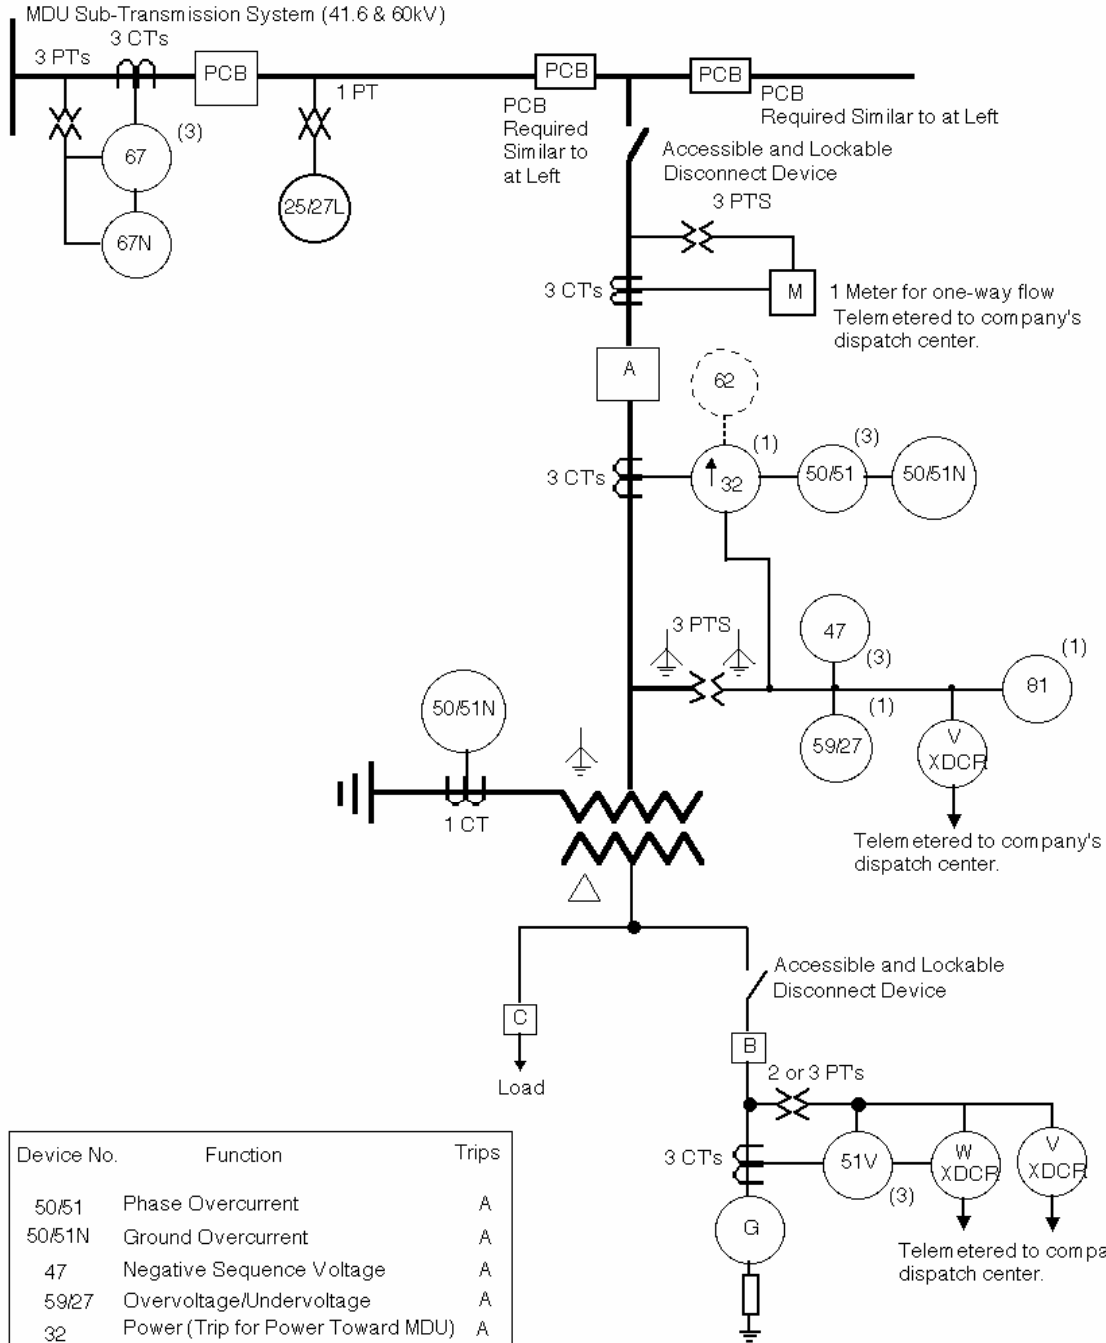 MDU Sub-Transmission System (41.6 & 60kV)
3 CT's
3 PT's
PCB
1 PT
PCB
PCB
PCB
Required
Similar to
at Left
PCB
Required Similar to at Left
(3)
67
67N
25/27L
Accessible and Lockable
Disconnect Device
3 PT'S
3 CT's
M
1 Meter for one-way flow
Telemetered to company's
dispatch center.
A
62
(1)
(3)
3 CT's
32
50/51
50/51N
3 PT'S
47
(3)
(1)
81
(1)
59/27
V
XDCR
Telemetered to company's
dispatch center.
50/51N
1 CT
Accessible and Lockable
Disconnect Device
C
Load
B
2 or 3 PT's
3 CT's
51V
(3)
W
XDCR
V
XDCR
G
Telemetered to compa
dispatch center.
Device No. Function Trips
50/51 Phase Overcurrent A
50/51N Ground Overcurrent A
47 Negative Sequence Voltage A
59/27 Overvoltage/Undervoltage A
32 Power (Trip for Power Toward MDU) A